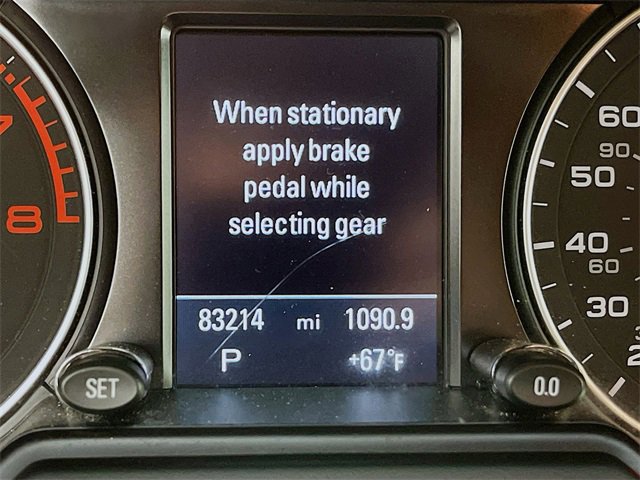 When stationary
apply brake
pedal while
selecting gear
83214 mi 1090.9
P +67°F
SET
0.0
8
60
90
50
40
60
30